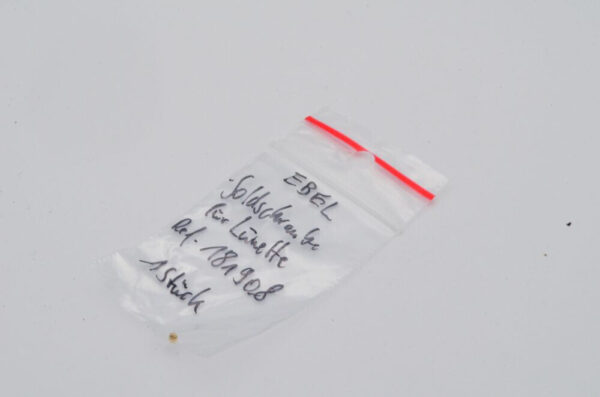 EBEL
Goldschraube
für Lünette
Ref. 181908
1 Stück